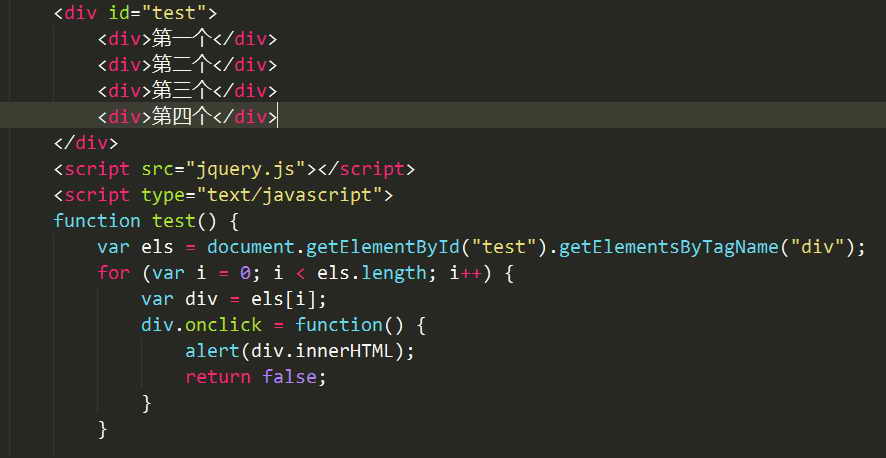 <div id="test">
    <div>第一个</div>
    <div>第二个</div>
    <div>第三个</div>
    <div>第四个</div>
</div>
<script src="jquery.js"></script>
<script type="text/javascript">
function test() {
    var els = document.getElementById("test").getElementsByTagName("div");
    for (var i = 0; i < els.length; i++) {
        var div = els[i];
        div.onclick = function() {
            alert(div.innerHTML);
            return false;
        }
    }